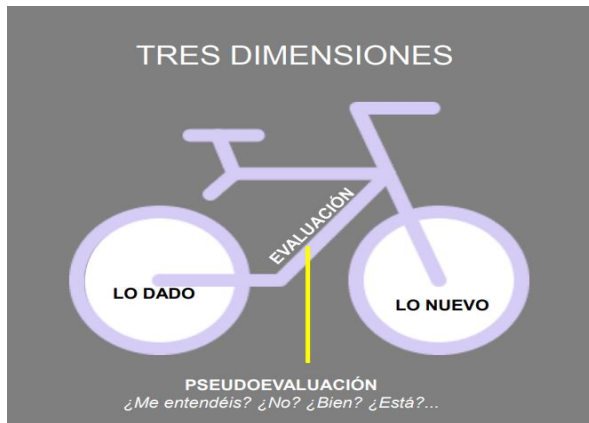 TRES DIMENSIONES
EVALUACIÓN
LO DADO
LO NUEVO
PSEUDOEVALUACIÓN
¿Me entendéis? ¿No? ¿Bien? ¿Está?...